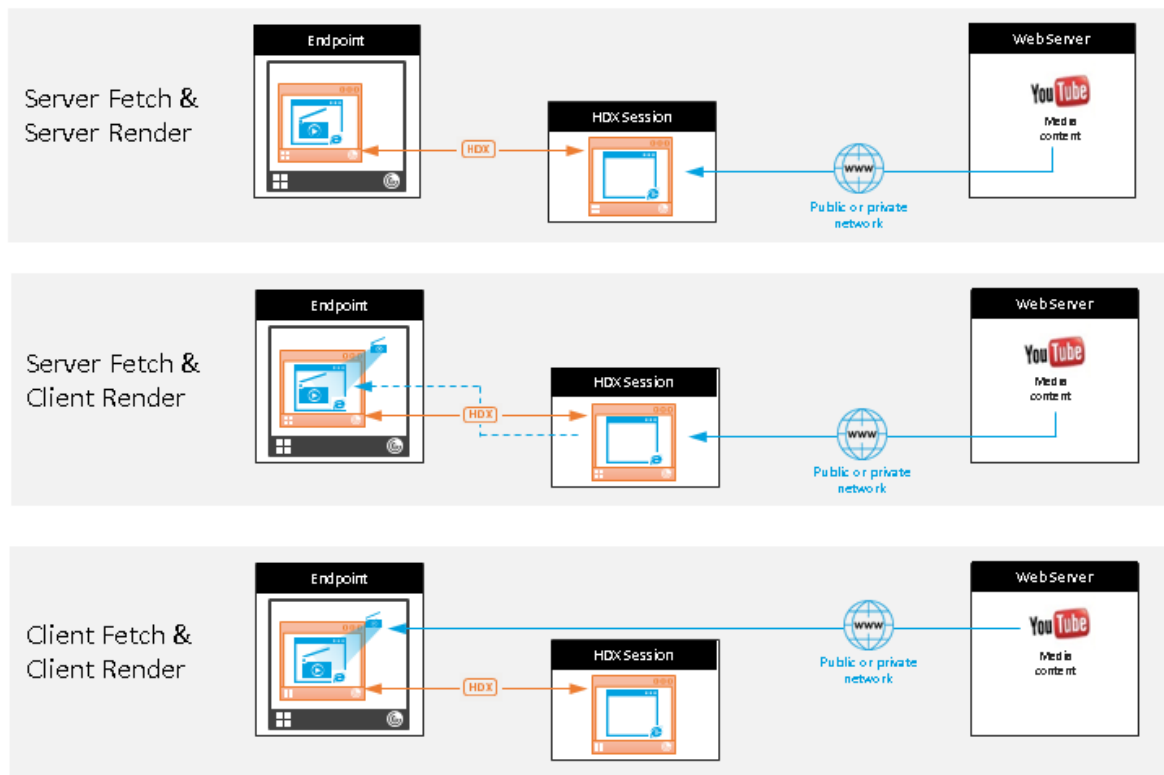 Server Fetch &
Server Render
Endpoint
HDX
HDX Session
www
Public or private
network
Web Server
YouTube
Media
content
Server Fetch &
Client Render
Endpoint
HDX
HDX Session
www
Public or private
network
Web Server
YouTube
Media
content
Client Fetch &
Client Render
Endpoint
HDX
HDX Session
www
Public or private
network
Web Server
YouTube
Media
content